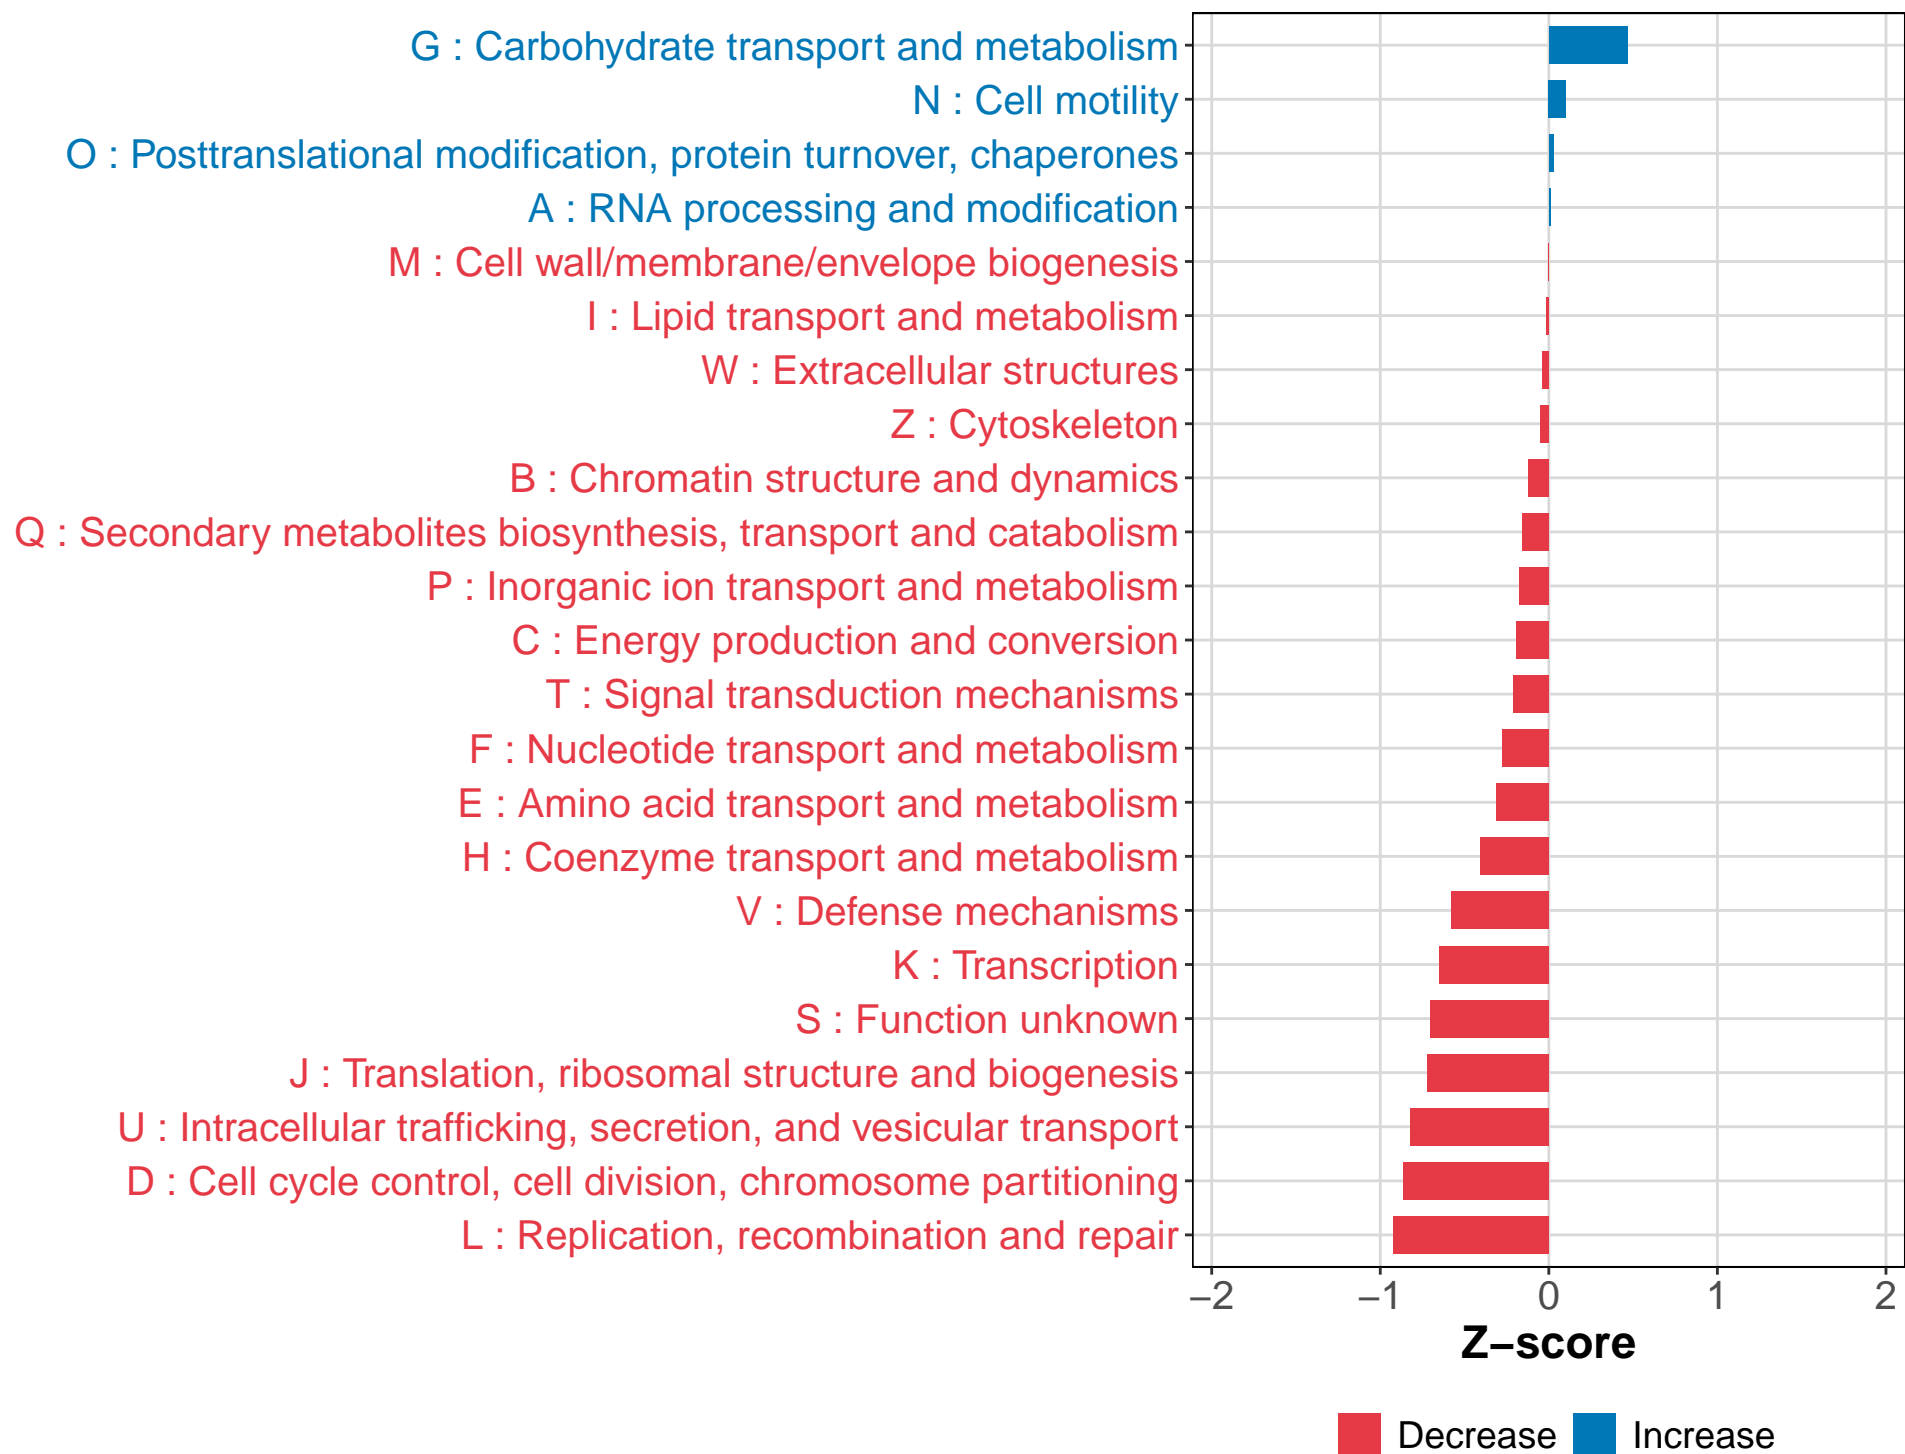 G : Carbohydrate transport and metabolism
N : Cell motility
O : Posttranslational modification, protein turnover, chaperones
A : RNA processing and modification
M : Cell wall/membrane/envelope biogenesis
I : Lipid transport and metabolism
W : Extracellular structures
Z : Cytoskeleton
B : Chromatin structure and dynamics
Q : Secondary metabolites biosynthesis, transport and catabolism
P : Inorganic ion transport and metabolism
C : Energy production and conversion
T : Signal transduction mechanisms
F : Nucleotide transport and metabolism
E : Amino acid transport and metabolism
H : Coenzyme transport and metabolism
V : Defense mechanisms
K : Transcription
S : Function unknown
J : Translation, ribosomal structure and biogenesis
U : Intracellular trafficking, secretion, and vesicular transport
D : Cell cycle control, cell division, chromosome partitioning
L : Replication, recombination and repair
−2 −1 0 1 2
Z−score
Decrease Increase